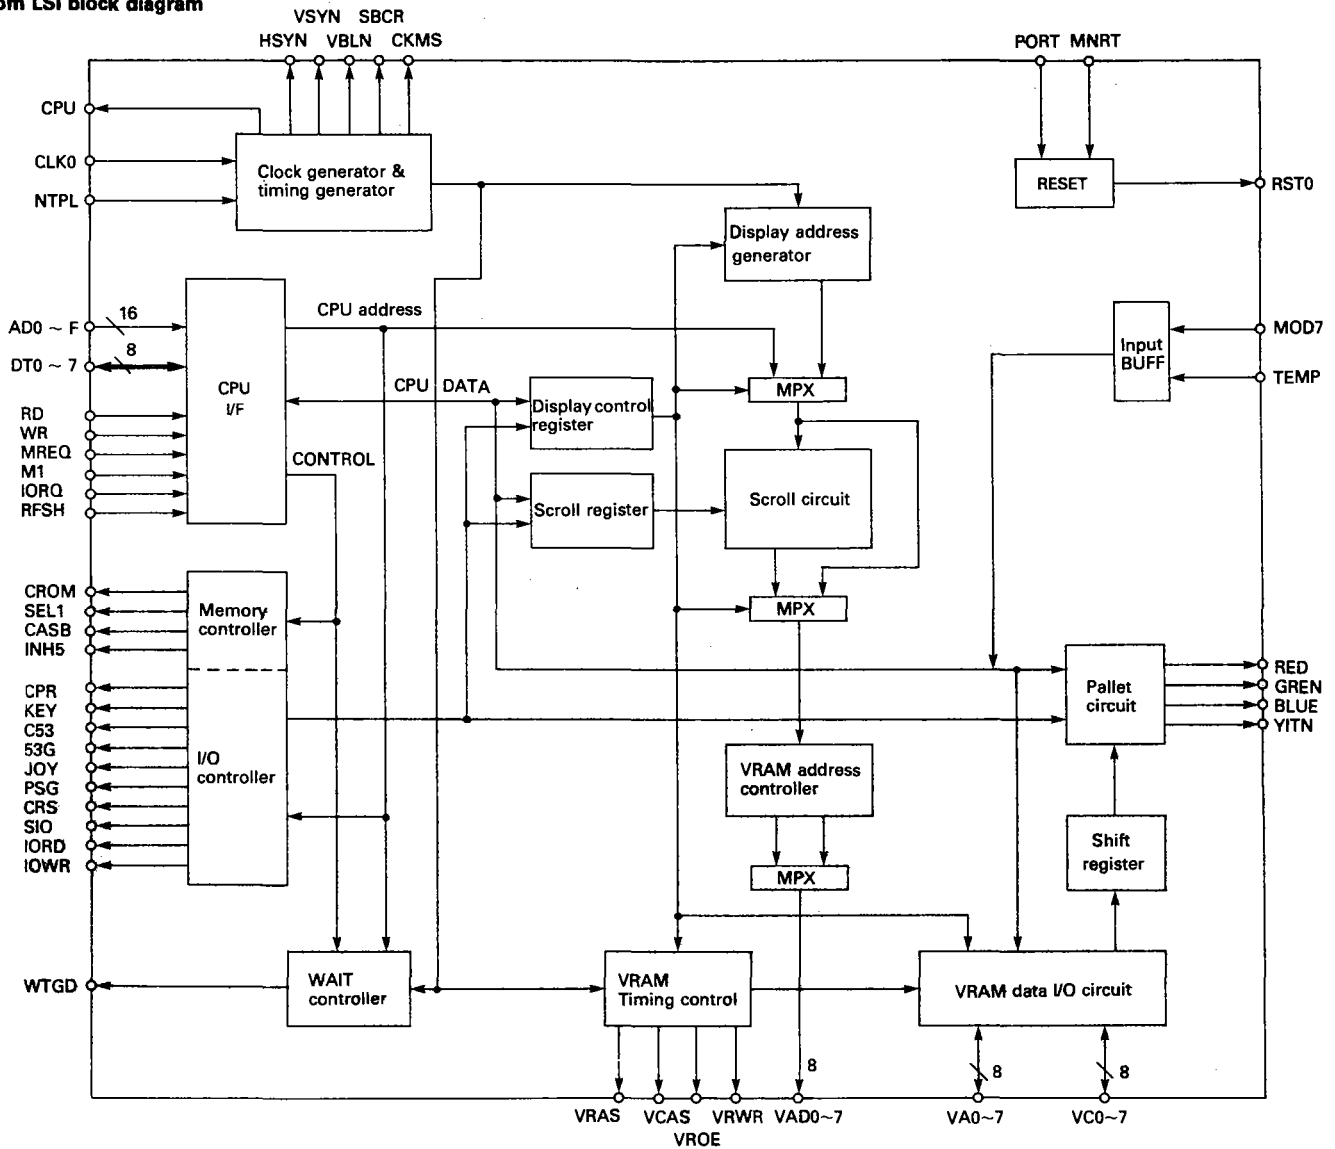 om LSI block diagram
VSYN SBCR
HSYN VBLN CKMS
PORT MNRT
CPU
CLK0
NTPL
Clock generator &
timing generator
RESET
RST0
Display address
generator
AD0 ~ F
16
DT0 ~ 7
8
CPU address
CPU
I/F
MOD7
Input
BUFF
TEMP
CPU DATA
MPX
RD
WR
MREQ
M1
IORQ
RFSH
Display control
register
CONTROL
Scroll register
Scroll circuit
CROM
SEL1
CASB
INH5
Memory
controller
MPX
CPR
KEY
C53
53G
JOY
PSG
CRS
SIO
IORD
IOWR
I/O
controller
Pallet
circuit
RED
GREN
BLUE
YITN
VRAM address
controller
Shift
register
MPX
WTGD
WAIT
controller
VRAM
Timing control
VRAM data I/O circuit
8
8
8
VRAS VCAS VRWR VAD0~7 VA0~7 VC0~7
VROE